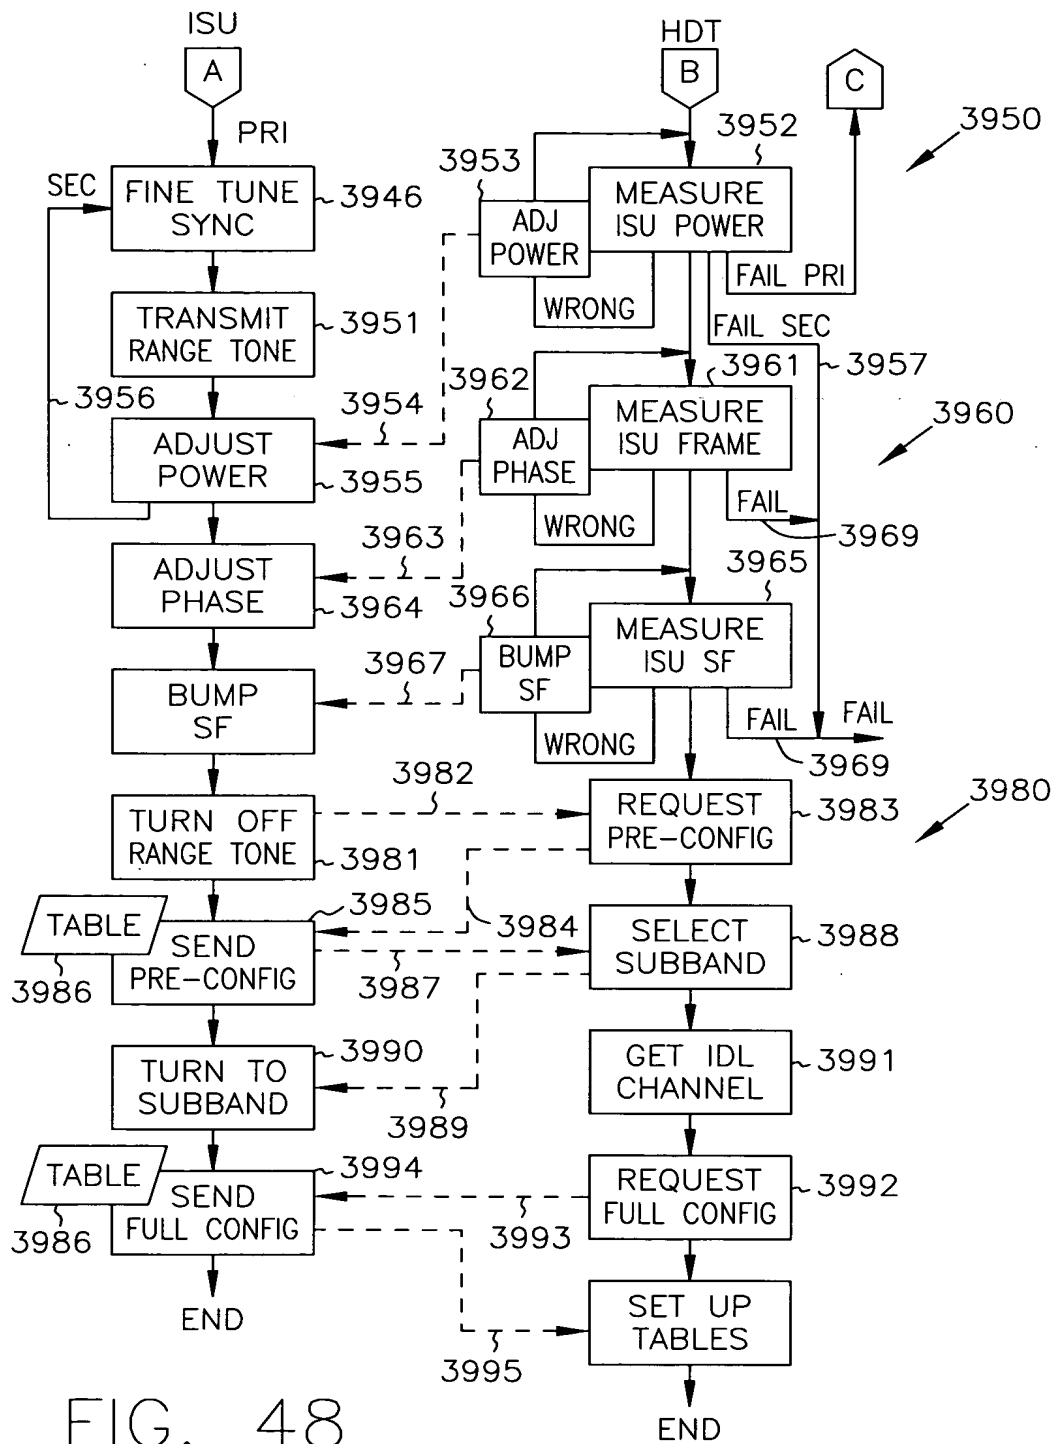 ISU
HDT
A
B
C
PRI
3952
3950
3953
SEC
FINE TUNE
SYNC
3946
MEASURE
ISU POWER
ADJ
POWER
FAIL PRI
WRONG
TRANSMIT
RANGE TONE
3951
FAIL SEC
3956
3954
3962
3961
3957
3960
ADJUST
POWER
3955
ADJ
PHASE
MEASURE
ISU FRAME
FAIL
WRONG
3969
3963
3965
ADJUST
PHASE
3964
3966
MEASURE
ISU SF
3967
BUMP
SF
BUMP
SF
FAIL
FAIL
WRONG
3969
3982
3980
TURN OFF
RANGE TONE
3981
REQUEST
PRE-CONFIG
3983
TABLE
3985
3984
SEND
PRE-CONFIG
3986
3987
SELECT
SUBBAND
3988
3990
TURN TO
SUBBAND
3989
GET IDL
CHANNEL
3991
TABLE
3994
SEND
FULL CONFIG
3986
3993
REQUEST
FULL CONFIG
3992
END
SET UP
TABLES
3995
END
FIG. 48